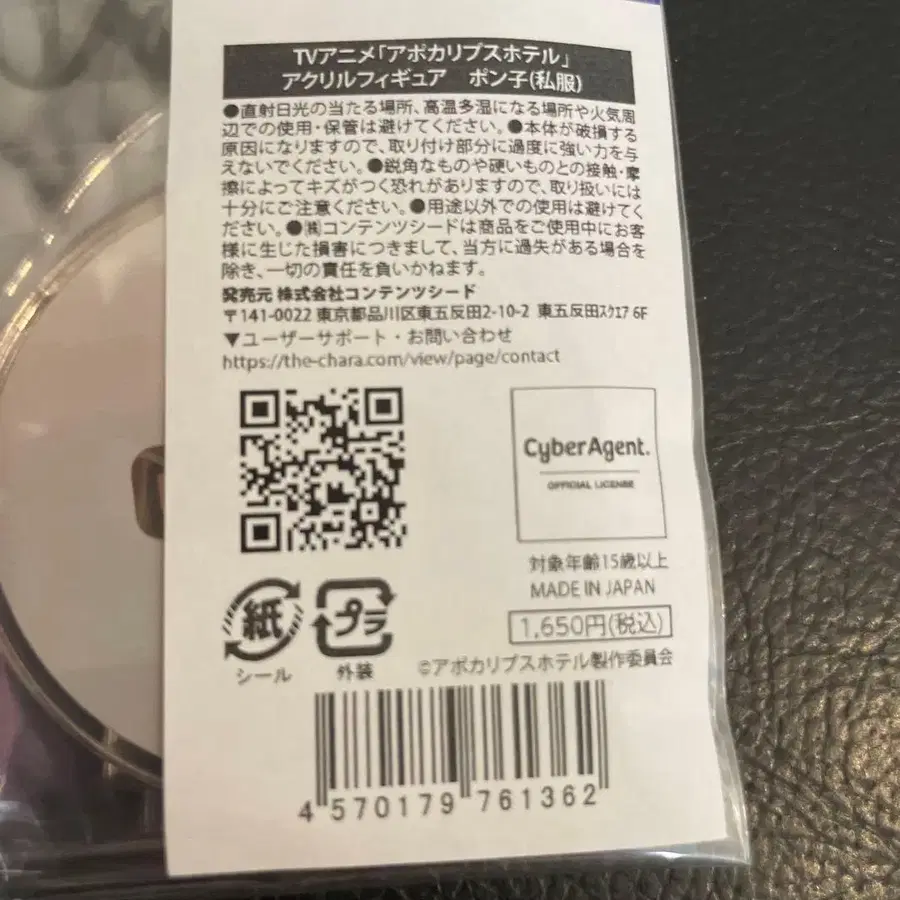 TVアニメ「アポカリプスホテル」
アクリルフィギュア　ポン子(私服)
●直射日光の当たる場所、高温多湿になる場所や火気周
辺での使用・保管は避けてください。●本体が破損する
原因になりますので、取り付け部分に過度に強い力を与
えないでください。●鋭角なものや硬いものとの接触・摩
擦によってキズがつく恐れがありますので、取り扱いには
十分にご注意ください。●用途以外での使用は避けてく
ださい。●㈱コンテンツシードは商品をご使用中にお客
様に生じた損害につきまして、当方に過失がある場合を
除き、一切の責任を負いかねます。
発売元 株式会社コンテンツシード
〒141-0022 東京都品川区東五反田2-10-2 東五反田ｽｸｴｱ 6F
▼ユーザーサポート・お問い合わせ
https://the-chara.com/view/page/contact
CyberAgent.
OFFICIAL LICENSE
対象年齢15歳以上
MADE IN JAPAN
1,650円(税込)
紙
シール
プラ
外装
©アポカリプスホテル製作委員会
4 570179 761362